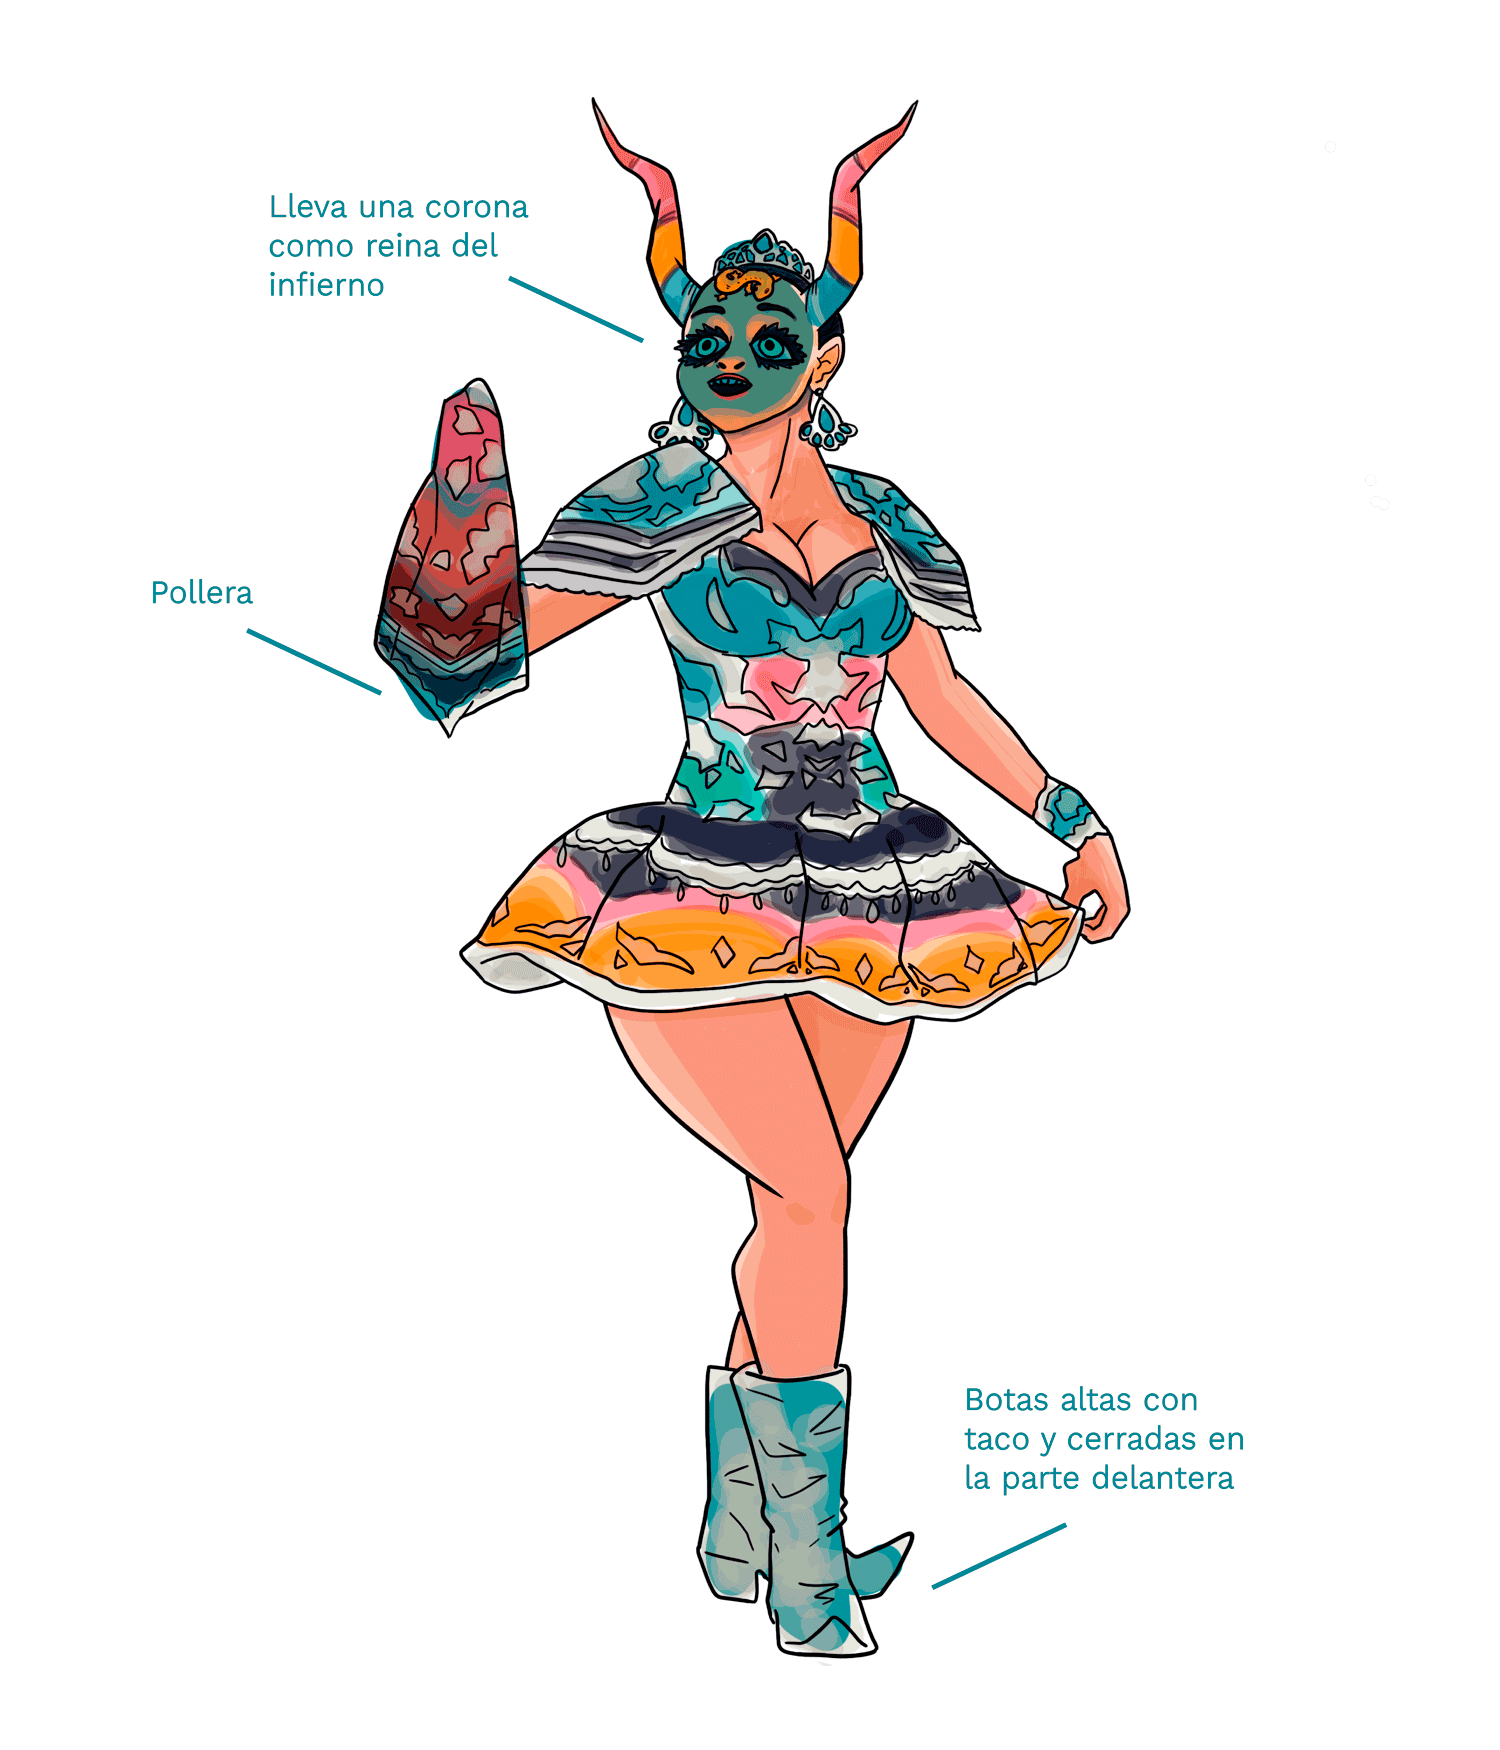 Lleva una corona
como reina del
infierno
Pollera
Botas altas con
taco y cerradas en
la parte delantera